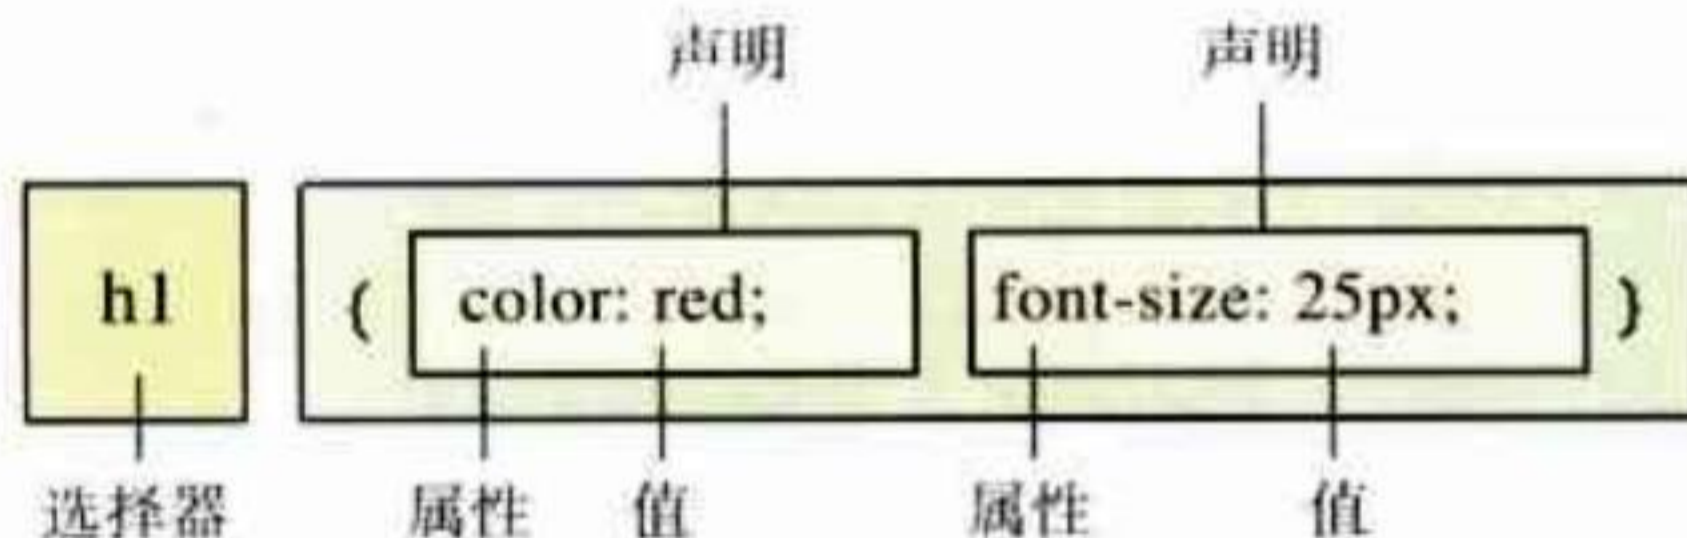 声明 声明
h1 { color: red; font-size: 25px; }
选择器 属性 值 属性 值